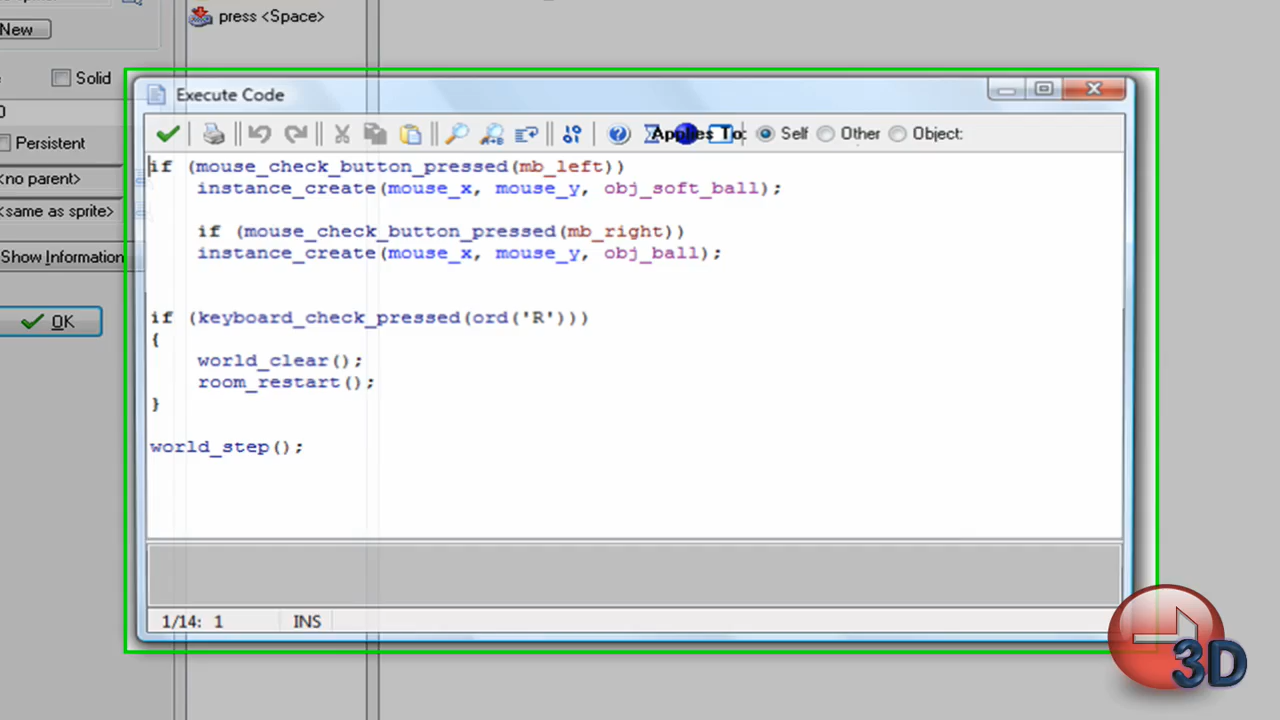 press <Space>
New
Solid
0
Persistent
<no parent>
<same as sprite>
Show Information
OK
Execute Code
Applies To: Self Other Object:
if (mouse_check_button_pressed(mb_left))
instance_create(mouse_x, mouse_y, obj_soft_ball);
if (mouse_check_button_pressed(mb_right))
instance_create(mouse_x, mouse_y, obj_ball);
if (keyboard_check_pressed(ord('R')))
{
world_clear();
room_restart();
}
world_step();
1/14: 1 INS
3D